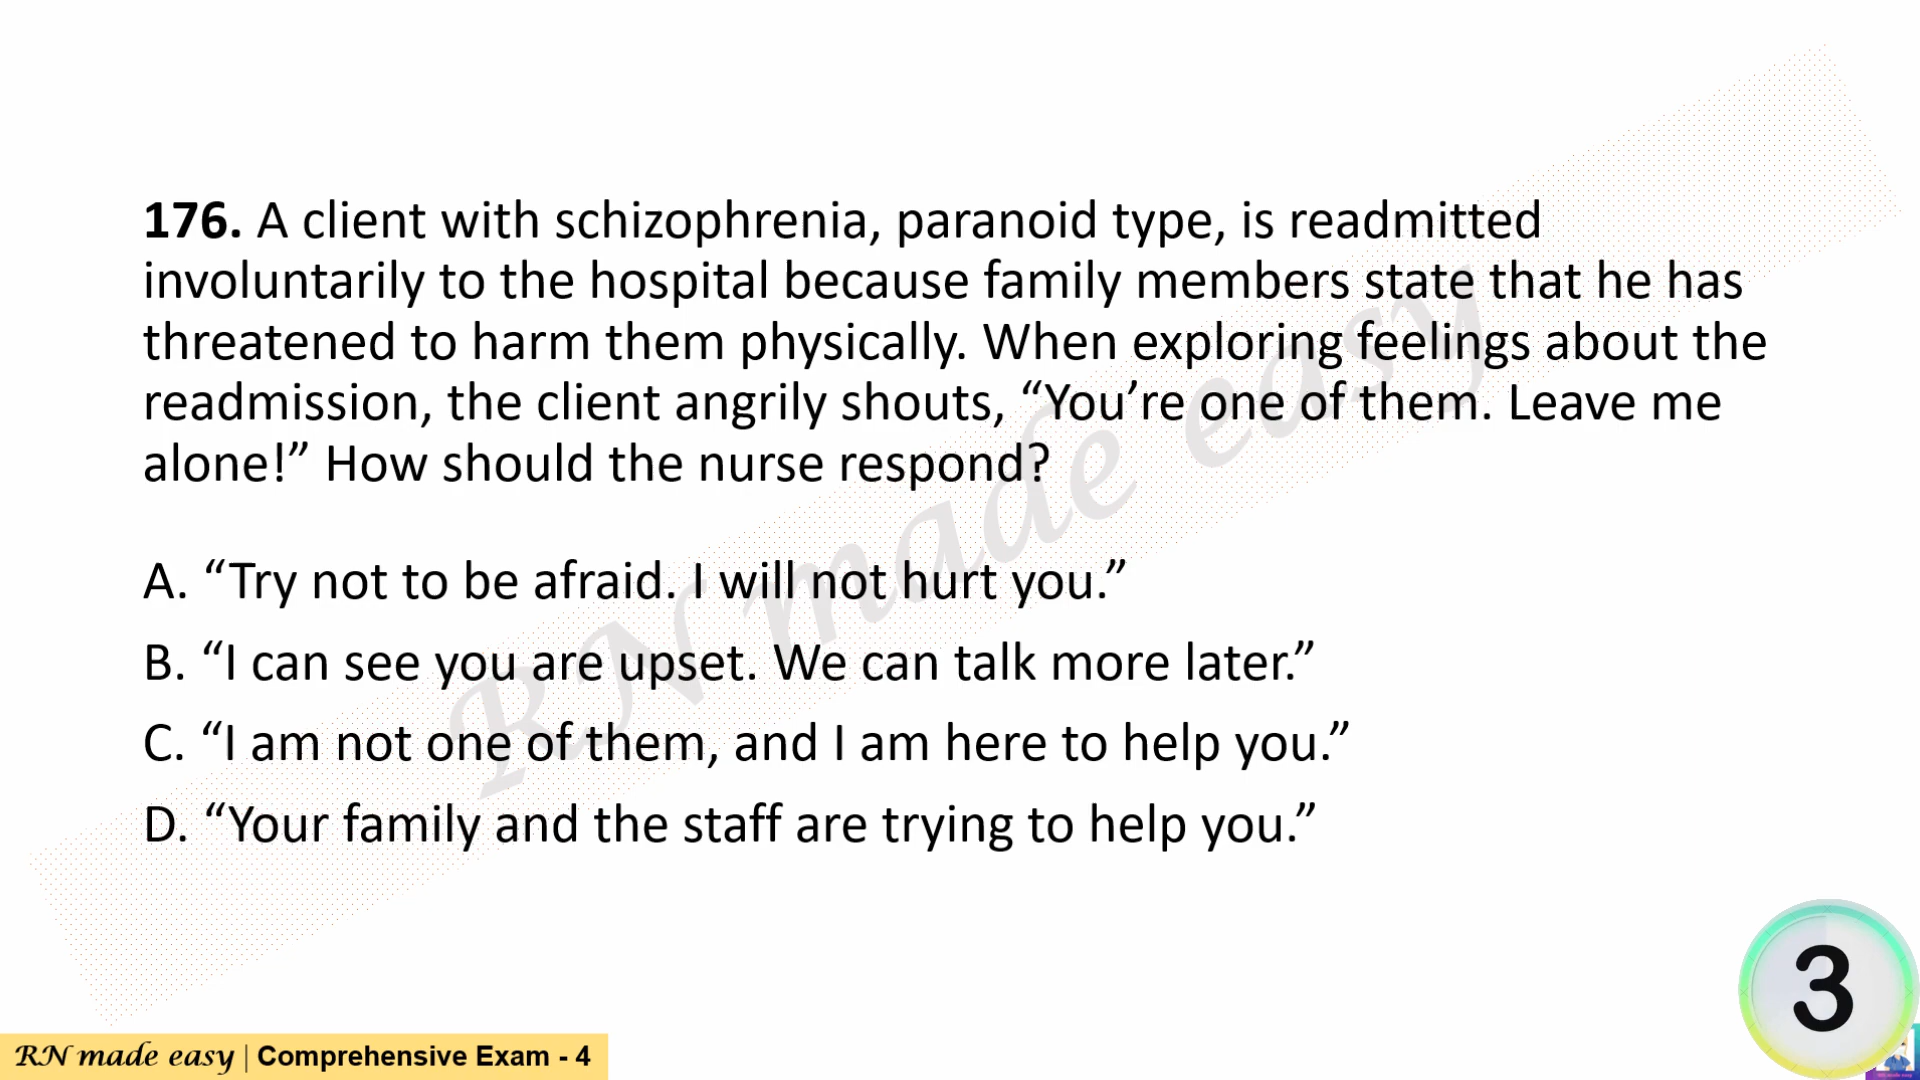 176. A client with schizophrenia, paranoid type, is readmitted
involuntarily to the hospital because family members state that he has
threatened to harm them physically. When exploring feelings about the
readmission, the client angrily shouts, “You’re one of them. Leave me
alone!” How should the nurse respond?
A. “Try not to be afraid. I will not hurt you.”
B. “I can see you are upset. We can talk more later.”
C. “I am not one of them, and I am here to help you.”
D. “Your family and the staff are trying to help you.”
RN made easy
3
RN made easy | Comprehensive Exam - 4